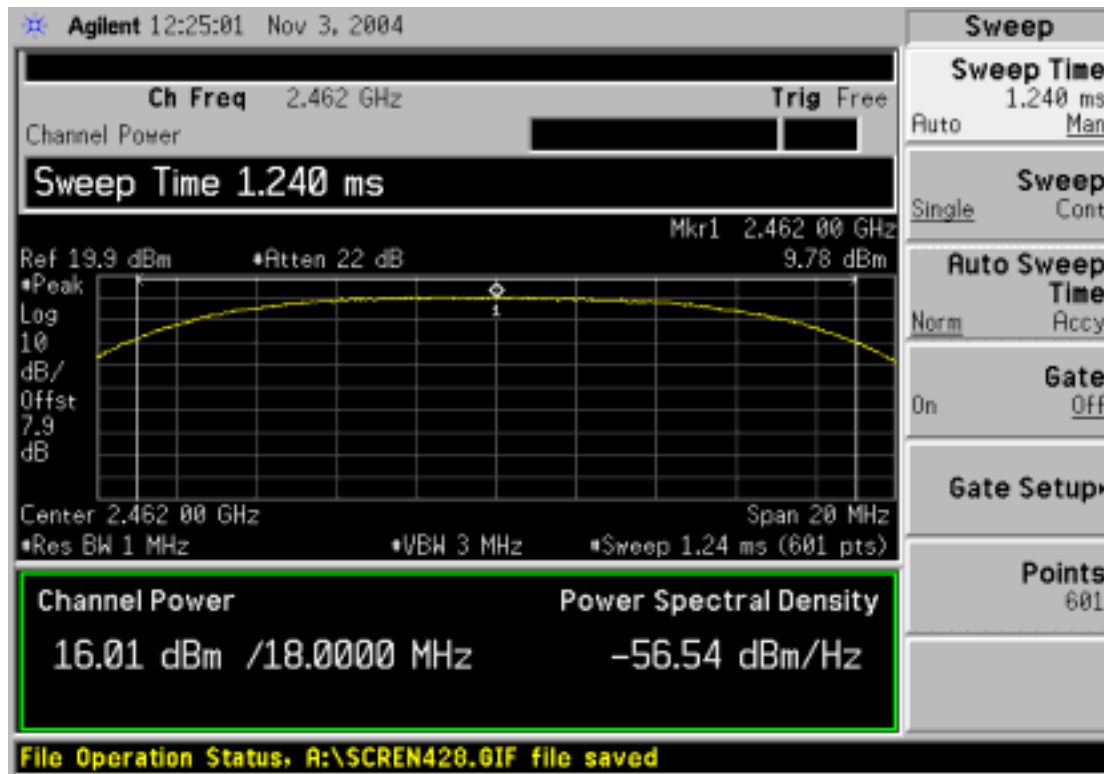 Agilent 12:25:01 Nov 3, 2004
Ch Freq 2.462 GHz Trig Free
Channel Power
Sweep Time 1.240 ms
Mkr1 2.462 00 GHz
Ref 19.9 dBm #Atten 22 dB 9.78 dBm
#Peak
Log
10
dB/
Offst
7.9
dB
1
Center 2.462 00 GHz Span 20 MHz
#Res BW 1 MHz #VBW 3 MHz #Sweep 1.24 ms (601 pts)
Channel Power Power Spectral Density
16.01 dBm /18.0000 MHz -56.54 dBm/Hz
File Operation Status, A:\SCREN428.GIF file saved
Sweep
Sweep Time
1.240 ms
Auto Man
Sweep
Single Cont
Auto Sweep
Time
Norm Accy
Gate
On Off
Gate Setup
Points
601